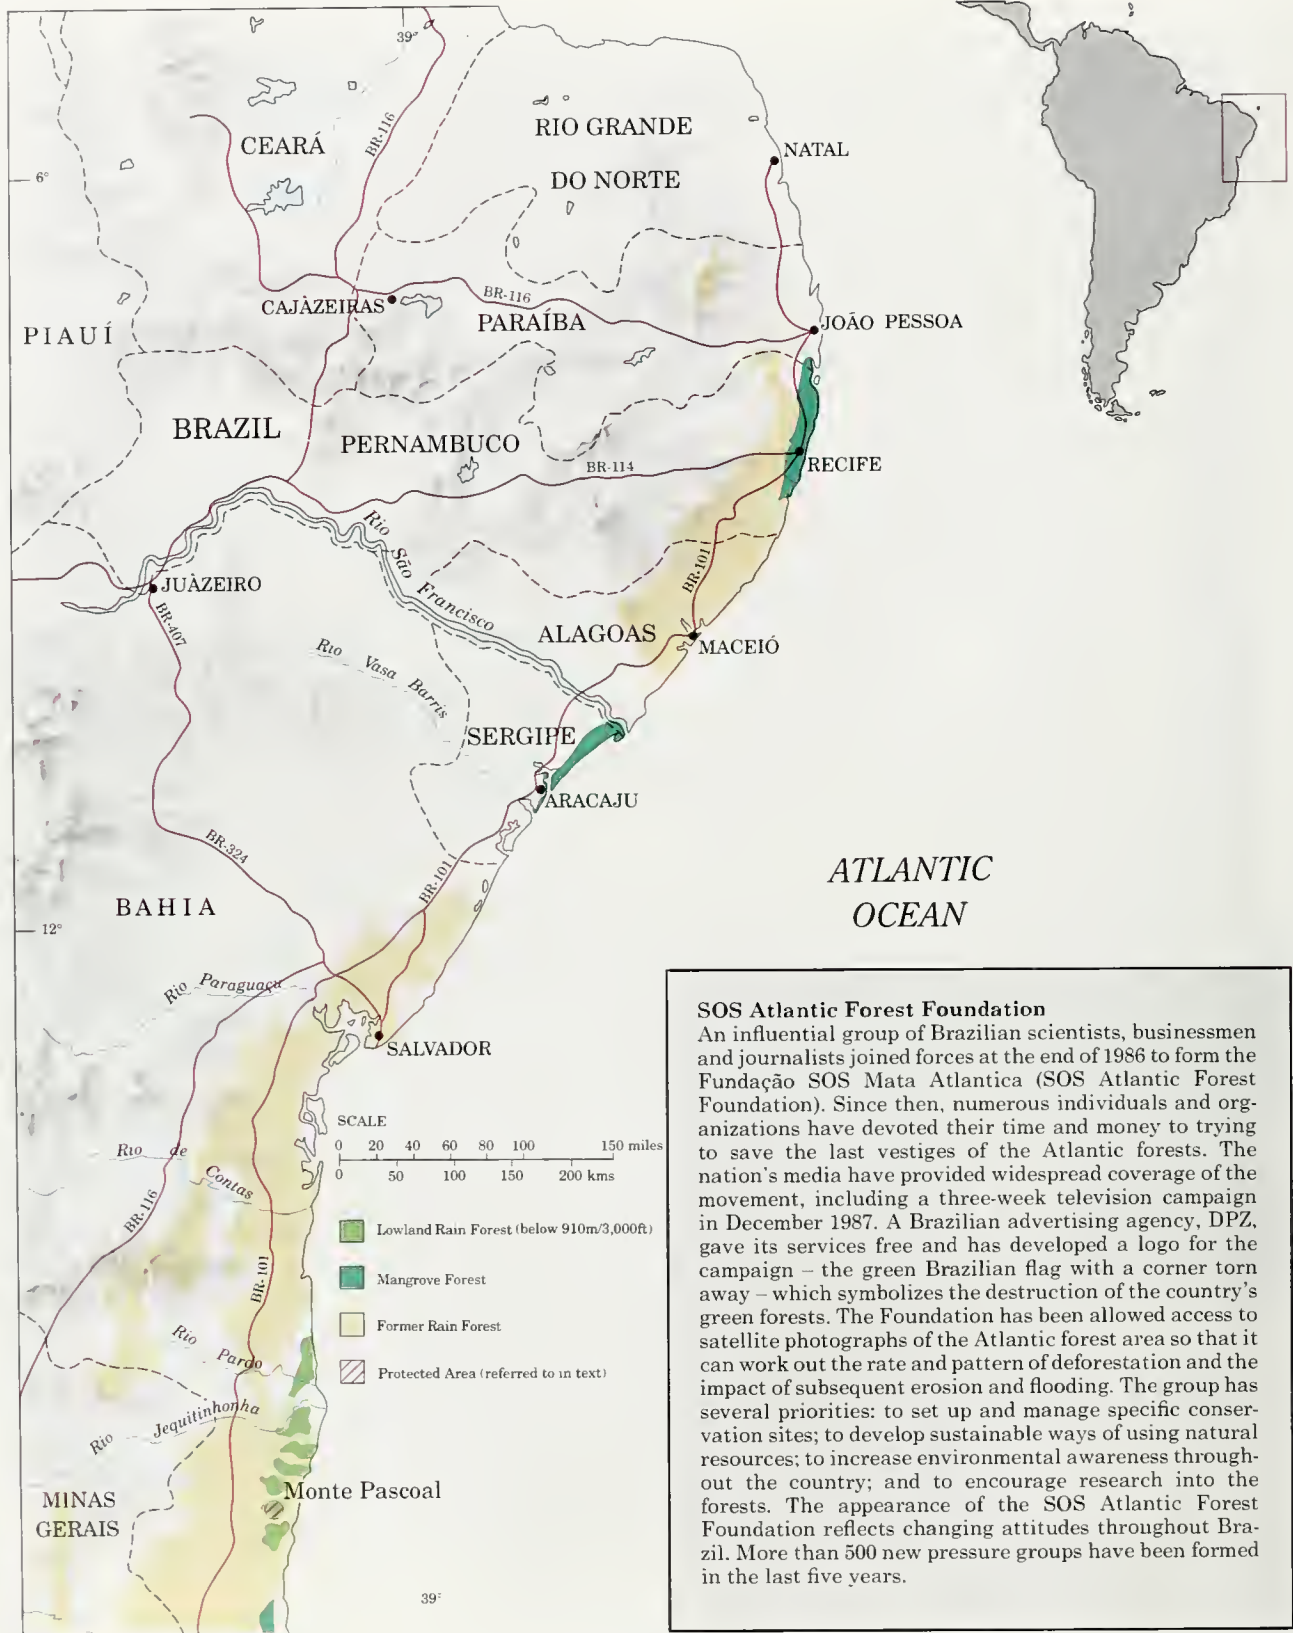 39°
BR-116
CEARÁ
RIO GRANDE
DO NORTE
NATAL
6°
CAJÀZEIRAS
BR-116
PARAÍBA
JOÃO PESSOA
PIAUÍ
BRAZIL
PERNAMBUCO
BR-114
RECIFE
Rio São Francisco
BR-101
JUÀZEIRO
BR-407
ALAGOAS
MACEIÓ
Rio Vasa Barris
SERGIPE
ARACAJU
BR-324
BR-101
ATLANTIC
OCEAN
BAHIA
12°
Rio Paraguaçu
SALVADOR
SCALE
0 20 40 60 80 100 150 miles
0 50 100 150 200 kms
Rio de Contas
BR-116
BR-101
Lowland Rain Forest (below 910m/3,000ft)
Mangrove Forest
Former Rain Forest
Protected Area (referred to in text)
Rio Pardo
Rio Jequitinhonha
Monte Pascoal
MINAS
GERAIS
39°
SOS Atlantic Forest Foundation
An influential group of Brazilian scientists, businessmen
and journalists joined forces at the end of 1986 to form the
Fundação SOS Mata Atlantica (SOS Atlantic Forest
Foundation). Since then, numerous individuals and org-
anizations have devoted their time and money to trying
to save the last vestiges of the Atlantic forests. The
nation's media have provided widespread coverage of the
movement, including a three-week television campaign
in December 1987. A Brazilian advertising agency, DPZ,
gave its services free and has developed a logo for the
campaign – the green Brazilian flag with a corner torn
away – which symbolizes the destruction of the country's
green forests. The Foundation has been allowed access to
satellite photographs of the Atlantic forest area so that it
can work out the rate and pattern of deforestation and the
impact of subsequent erosion and flooding. The group has
several priorities: to set up and manage specific conser-
vation sites; to develop sustainable ways of using natural
resources; to increase environmental awareness through-
out the country; and to encourage research into the
forests. The appearance of the SOS Atlantic Forest
Foundation reflects changing attitudes throughout Bra-
zil. More than 500 new pressure groups have been formed
in the last five years.